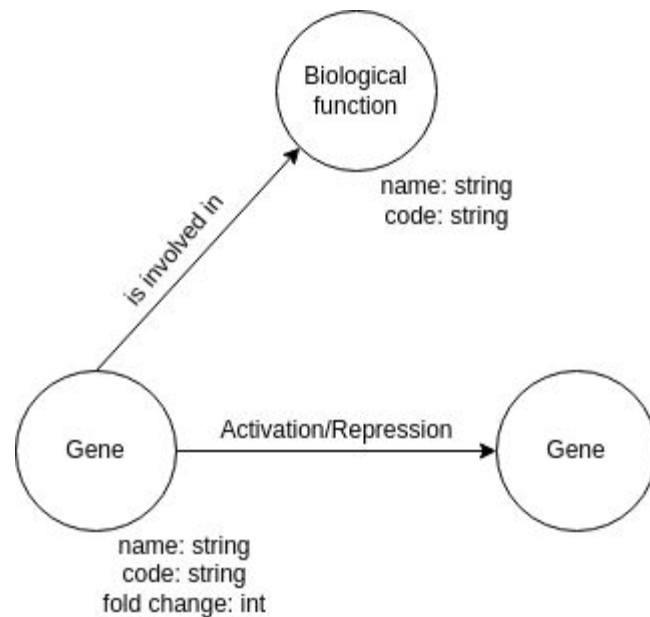 Biological
function
name: string
code: string
is involved in
Gene
Activation/Repression
Gene
name: string
code: string
fold change: int